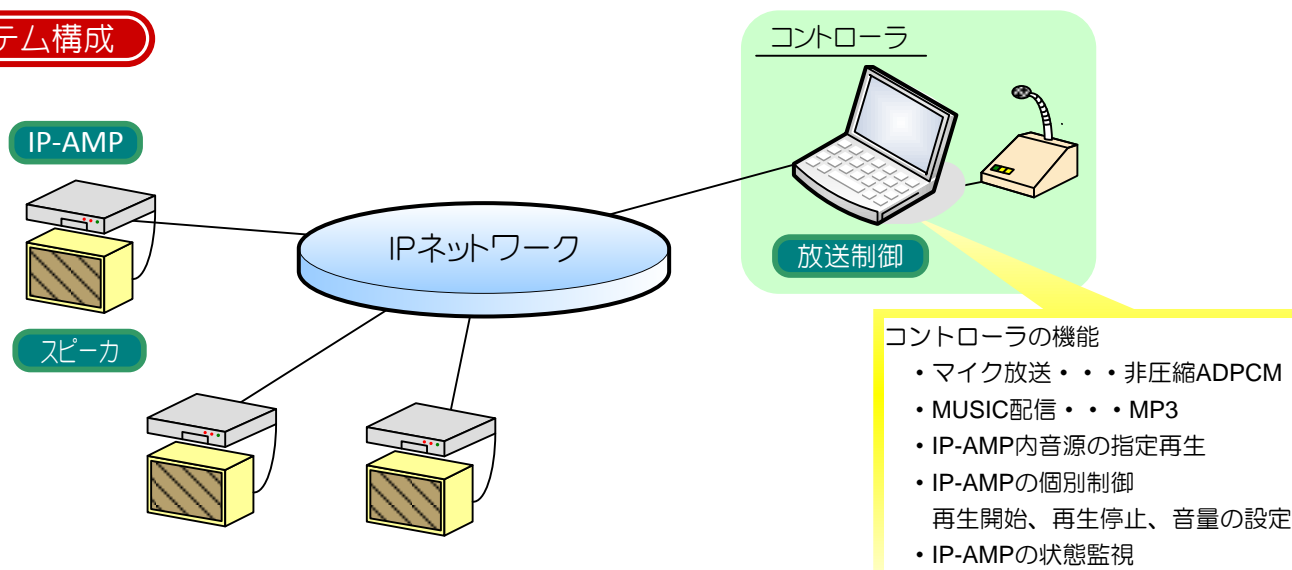 テム構成
コントローラ
IP-AMP
IPネットワーク
放送制御
スピーカ
コントローラの機能
・マイク放送・・・非圧縮ADPCM
・MUSIC配信・・・MP3
・IP-AMP内音源の指定再生
・IP-AMPの個別制御
再生開始、再生停止、音量の設定
・IP-AMPの状態監視